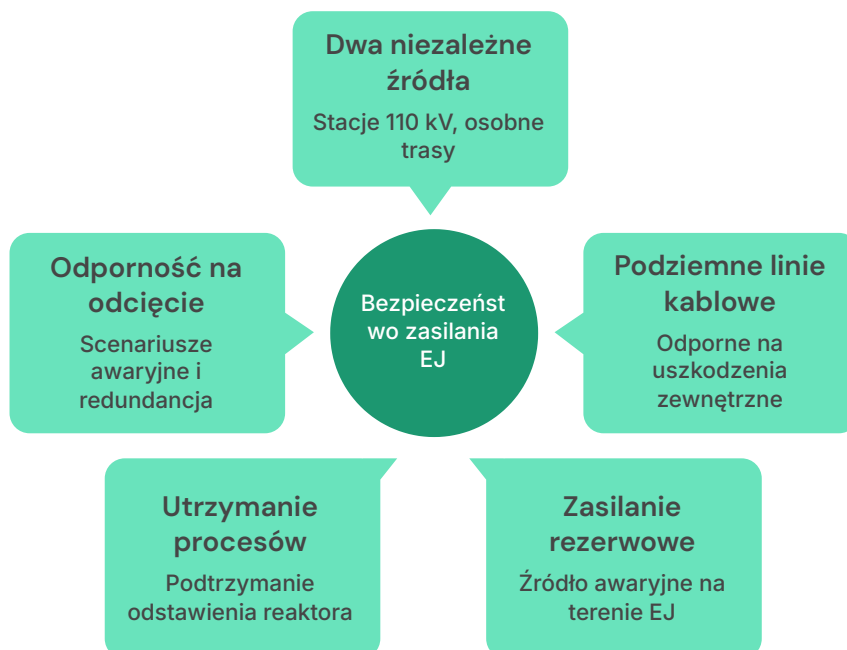 Dwa niezależne
źródła
Stacje 110 kV, osobne
trasy
Odporność na
odcięcie
Scenariusze
awaryjne i
redundancja
Bezpieczeńst
wo zasilania
EJ
Podziemne linie
kablowe
Odporne na
uszkodzenia
zewnętrzne
Utrzymanie
procesów
Podtrzymanie
odstawienia reaktora
Zasilanie
rezerwowe
Źródło awaryjne na
terenie EJ